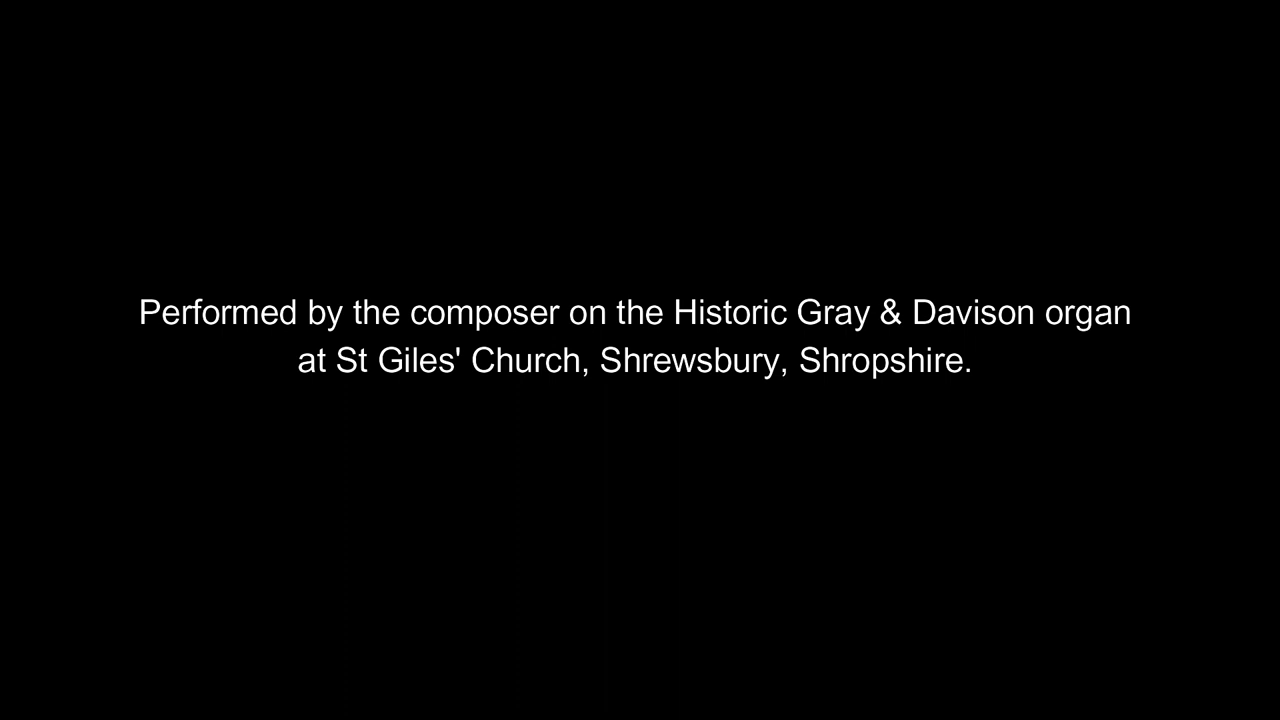 Performed by the composer on the Historic Gray & Davison organ
at St Giles' Church, Shrewsbury, Shropshire.